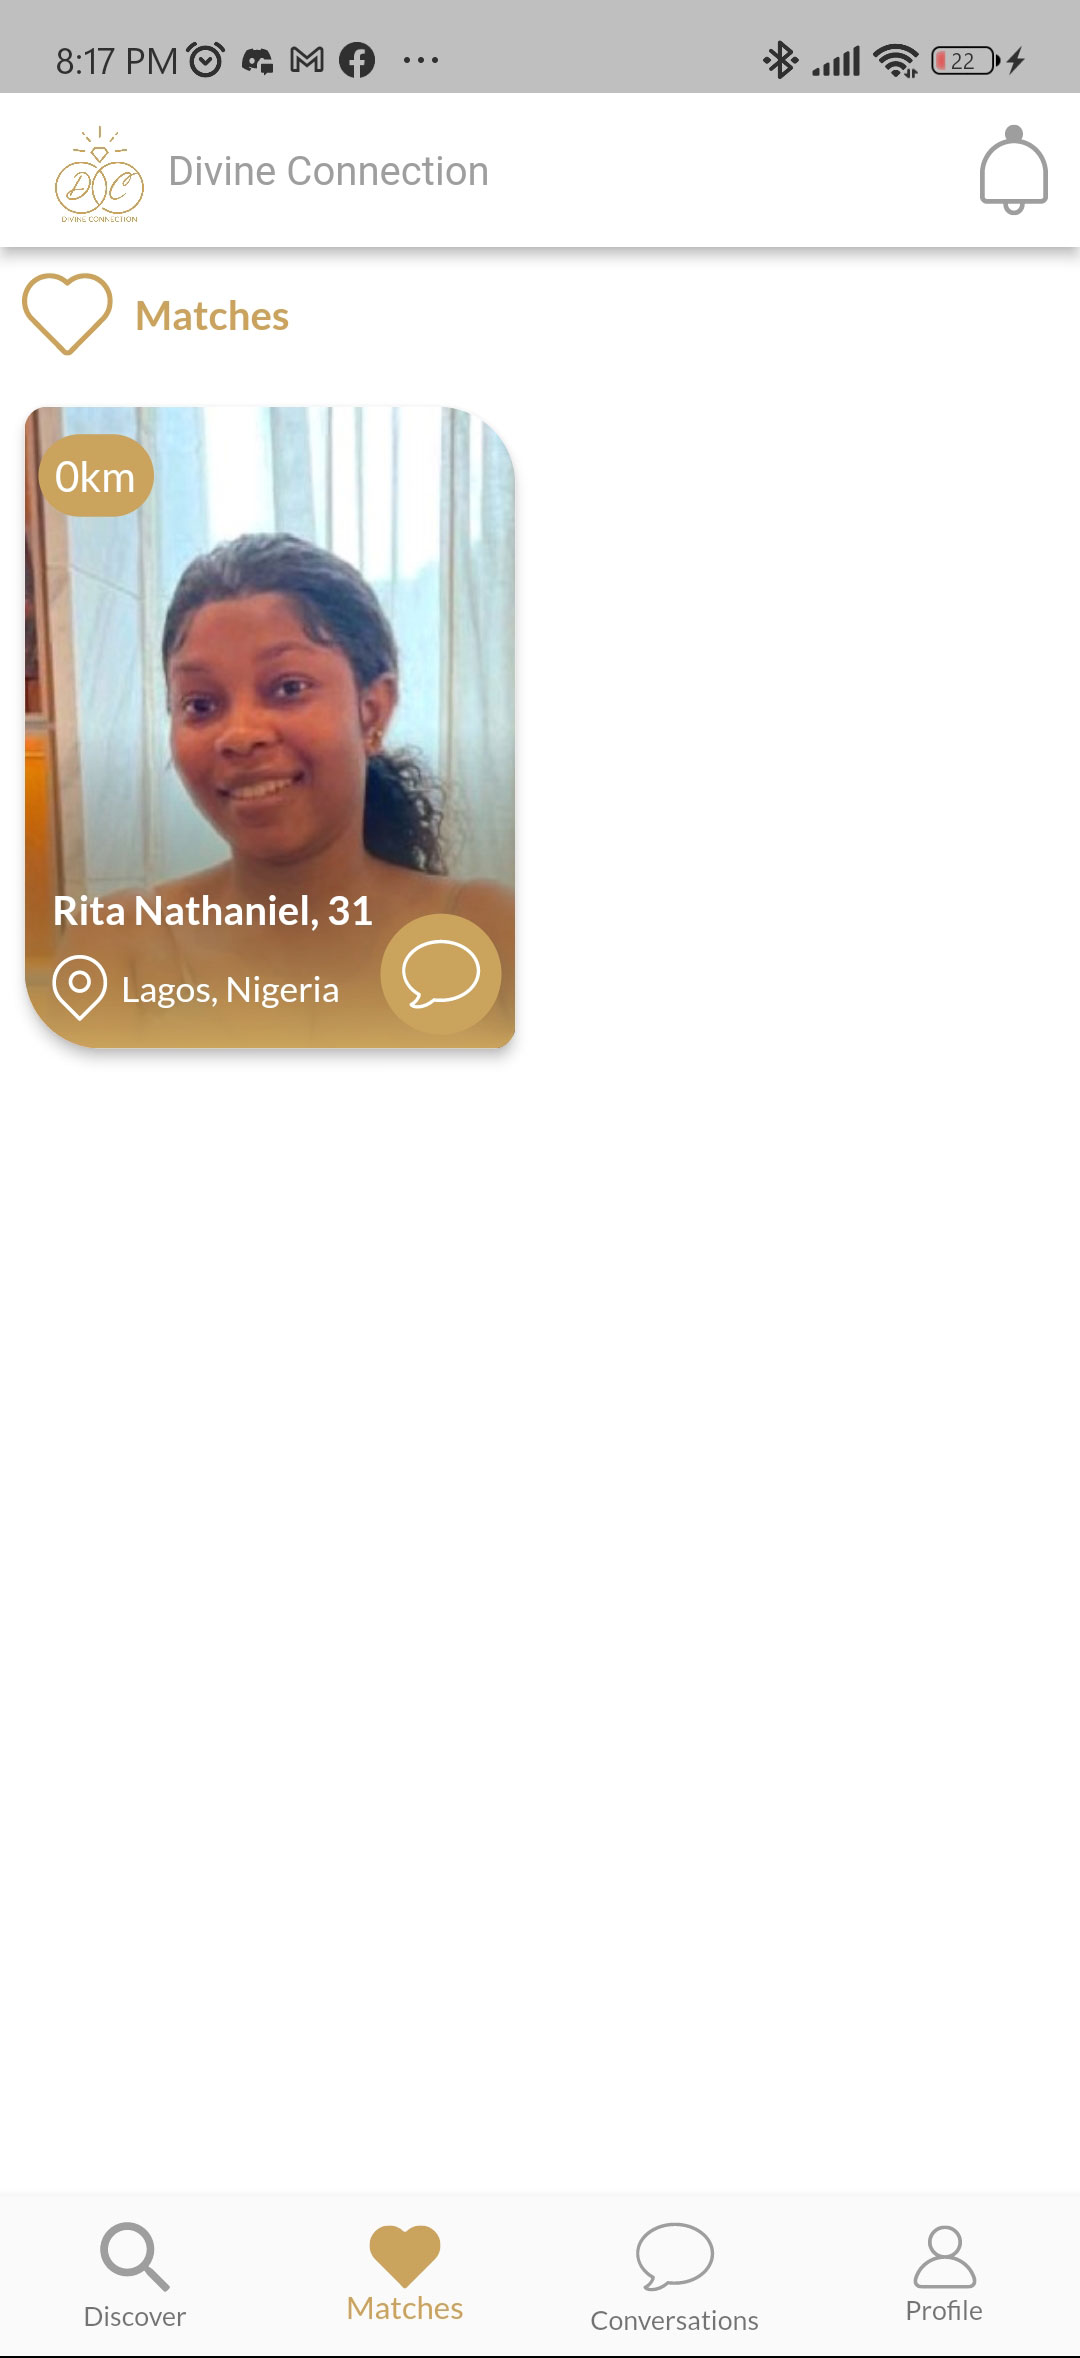 8:17 PM
22
DC
DIVINE CONNECTION
Divine Connection
Matches
0km
Rita Nathaniel, 31
Lagos, Nigeria
Discover
Matches
Conversations
Profile